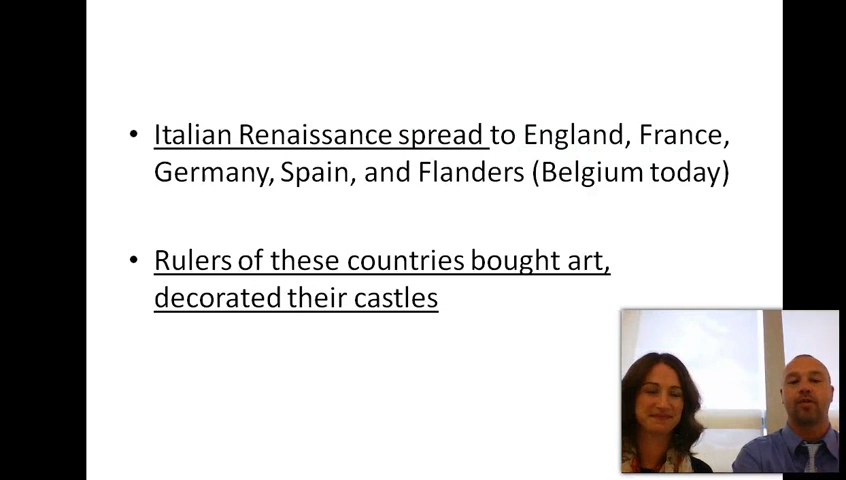 • Italian Renaissance spread to England, France,
Germany, Spain, and Flanders (Belgium today)
• Rulers of these countries bought art,
decorated their castles